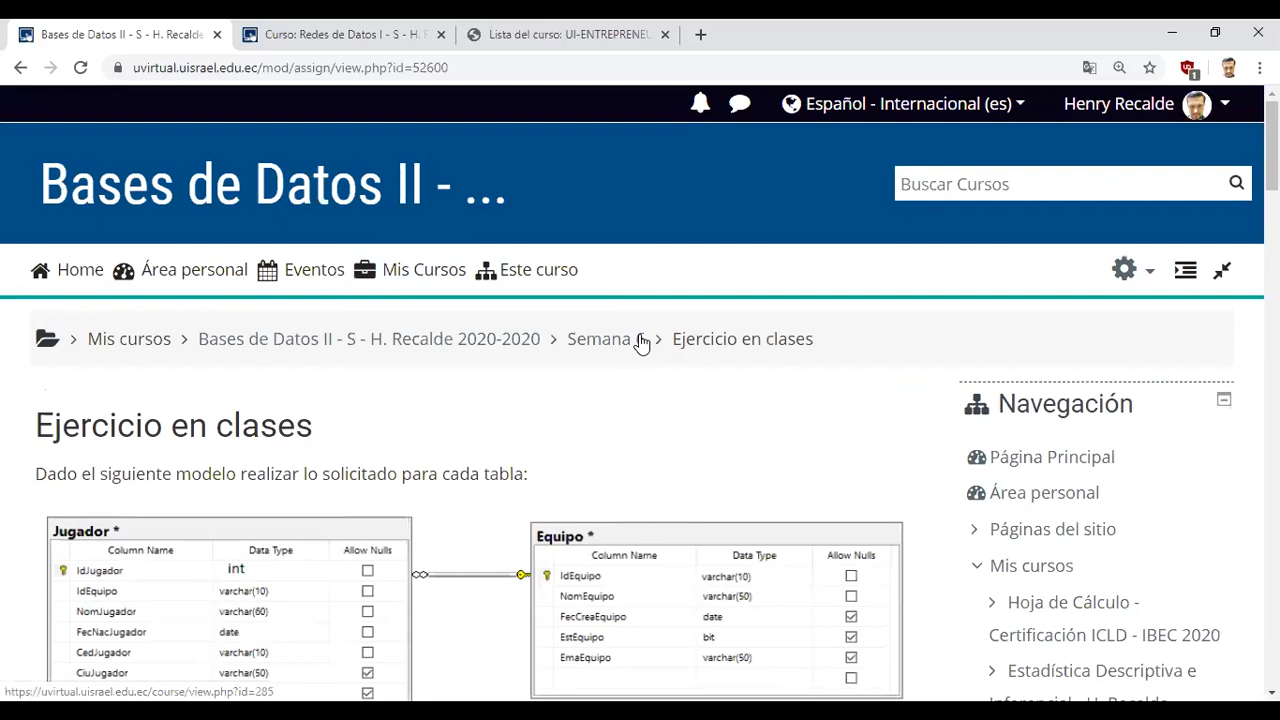 Bases de Datos II - S - H. Recalde
Curso: Redes de Datos I - S - H. F
Lista del curso: UI-ENTREPRENEU
uvirtual.uisrael.edu.ec/mod/assign/view.php?id=52600
1
Español - Internacional (es)
Henry Recalde
Bases de Datos II - ...
Buscar Cursos
Home
Área personal
Eventos
Mis Cursos
Este curso
Mis cursos
Bases de Datos II - S - H. Recalde 2020-2020
Semana
Ejercicio en clases
Ejercicio en clases
Dado el siguiente modelo realizar lo solicitado para cada tabla:
Jugador *
Column Name Data Type Allow Nulls
IdJugador int
IdEquipo varchar(10)
NomJugador varchar(60)
FecNacJugador date
CedJugador varchar(10)
CiuJugador varchar(50)
Equipo *
Column Name Data Type Allow Nulls
IdEquipo varchar(10)
NomEquipo varchar(50)
FecCreaEquipo date
EstEquipo bit
EmaEquipo varchar(50)
Navegación
Página Principal
Área personal
Páginas del sitio
Mis cursos
Hoja de Cálculo -
Certificación ICLD - IBEC 2020
Estadística Descriptiva e
https://uvirtual.uisrael.edu.ec/course/view.php?id=285